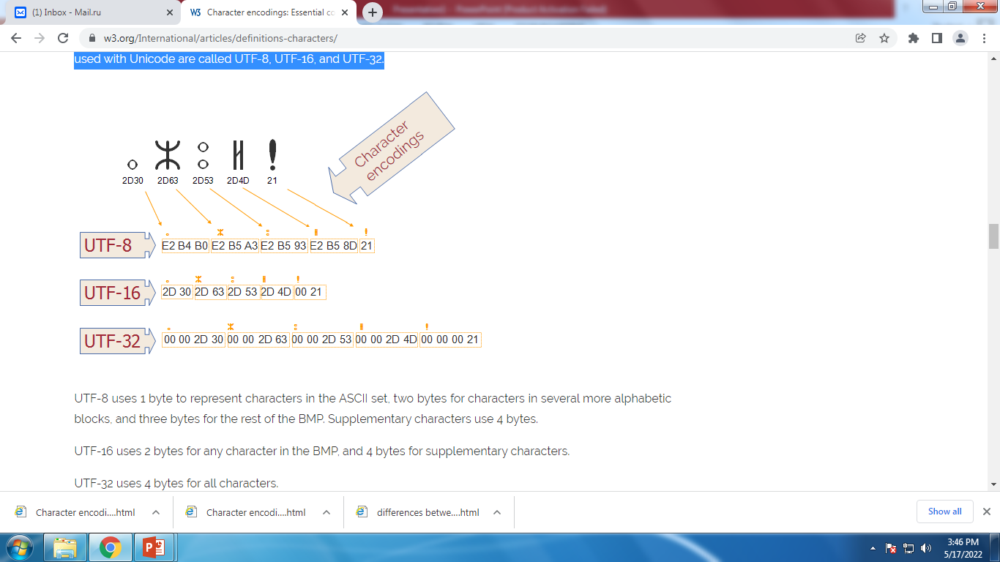 (1) Inbox - Mail.ru
W3 Character encodings: Essential co
w3.org/International/articles/definitions-characters/
used with Unicode are called UTF-8, UTF-16, and UTF-32.
Character
encodings
ⴰ ⵣ ⵓ ⵍ !
2D30 2D63 2D53 2D4D 21
ⴰ ⵣ ⵓ ⵍ !
UTF-8 E2 B4 B0 E2 B5 A3 E2 B5 93 E2 B5 8D 21
ⴰ ⵣ ⵓ ⵍ !
UTF-16 2D 30 2D 63 2D 53 2D 4D 00 21
ⴰ ⵣ ⵓ ⵍ !
UTF-32 00 00 2D 30 00 00 2D 63 00 00 2D 53 00 00 2D 4D 00 00 00 21
UTF-8 uses 1 byte to represent characters in the ASCII set, two bytes for characters in several more alphabetic
blocks, and three bytes for the rest of the BMP. Supplementary characters use 4 bytes.
UTF-16 uses 2 bytes for any character in the BMP, and 4 bytes for supplementary characters.
UTF-32 uses 4 bytes for all characters.
Character encodi....html Character encodi....html differences betwe....html Show all
3:46 PM
5/17/2022